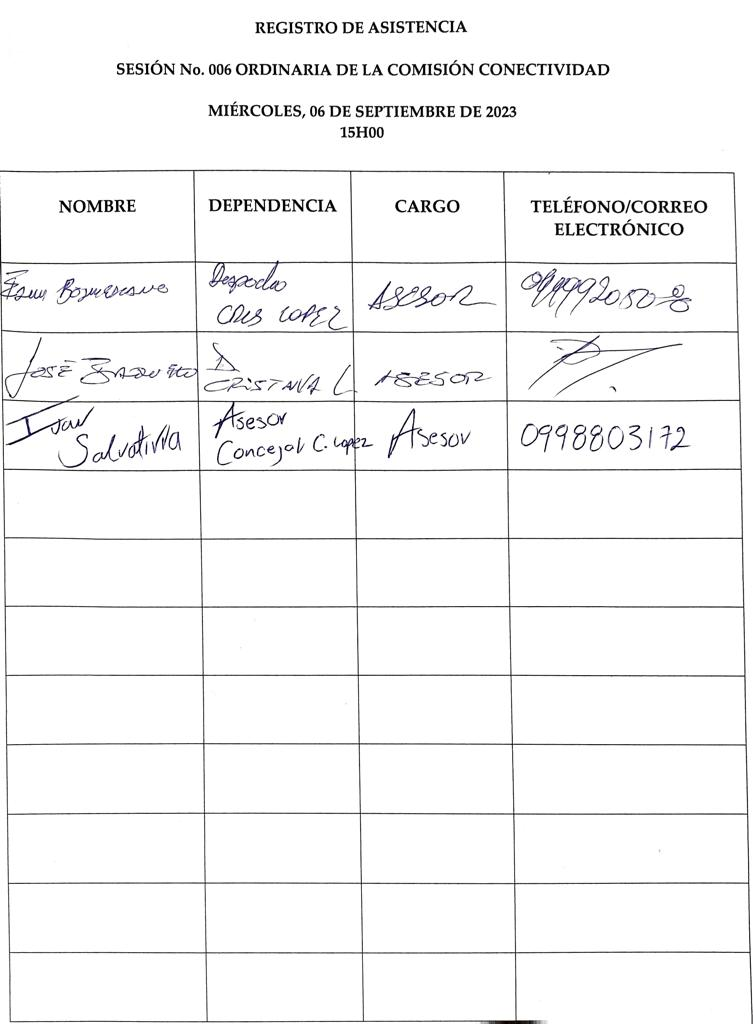 REGISTRO DE ASISTENCIA
SESIÓN No. 006 ORDINARIA DE LA COMISIÓN CONECTIVIDAD
MIÉRCOLES, 06 DE SEPTIEMBRE DE 2023
15H00
NOMBRE DEPENDENCIA CARGO TELÉFONO/CORREO ELECTRÓNICO
Despacho
CRIS LOPEZ
ASESOR
JOSÉ
CRISTINA L
ASESOR
Ivan
Asesor
Concejal C. Lopez
Asesor
0998803172